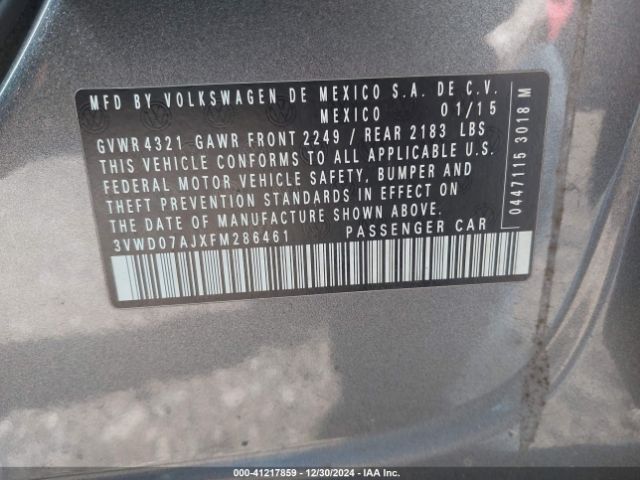 MFD BY VOLKSWAGEN DE MEXICO S.A. DE C.V.
MEXICO 01/15
GVWR 4321 GAWR FRONT 2249 / REAR 2183 LBS
THIS VEHICLE CONFORMS TO ALL APPLICABLE U.S.
FEDERAL MOTOR VEHICLE SAFETY, BUMPER AND
THEFT PREVENTION STANDARDS IN EFFECT ON
THE DATE OF MANUFACTURE SHOWN ABOVE.
3VWD07AJXFM286461 PASSENGER CAR
0447115 3018 M
000-41217859 - 12/30/2024 - IAA Inc.